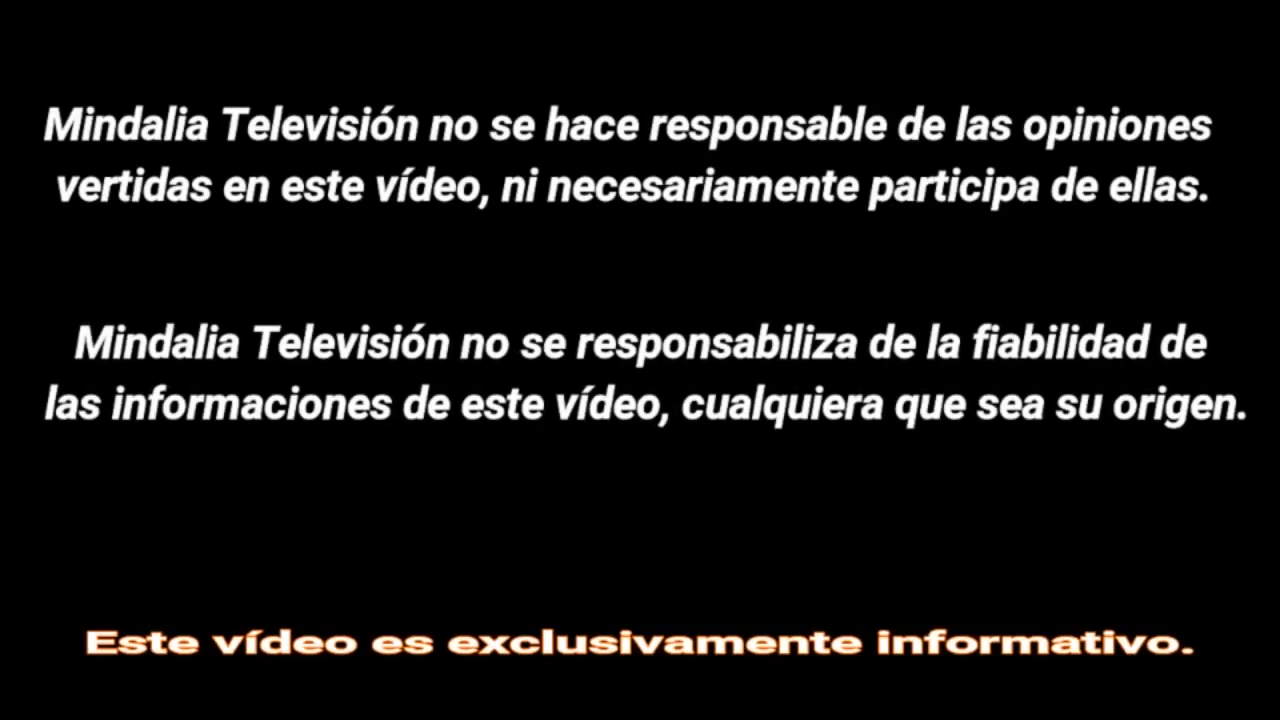 Mindalia Televisión no se hace responsable de las opiniones
vertidas en este vídeo, ni necesariamente participa de ellas.
Mindalia Televisión no se responsabiliza de la fiabilidad de
las informaciones de este vídeo, cualquiera que sea su origen.
Este vídeo es exclusivamente informativo.